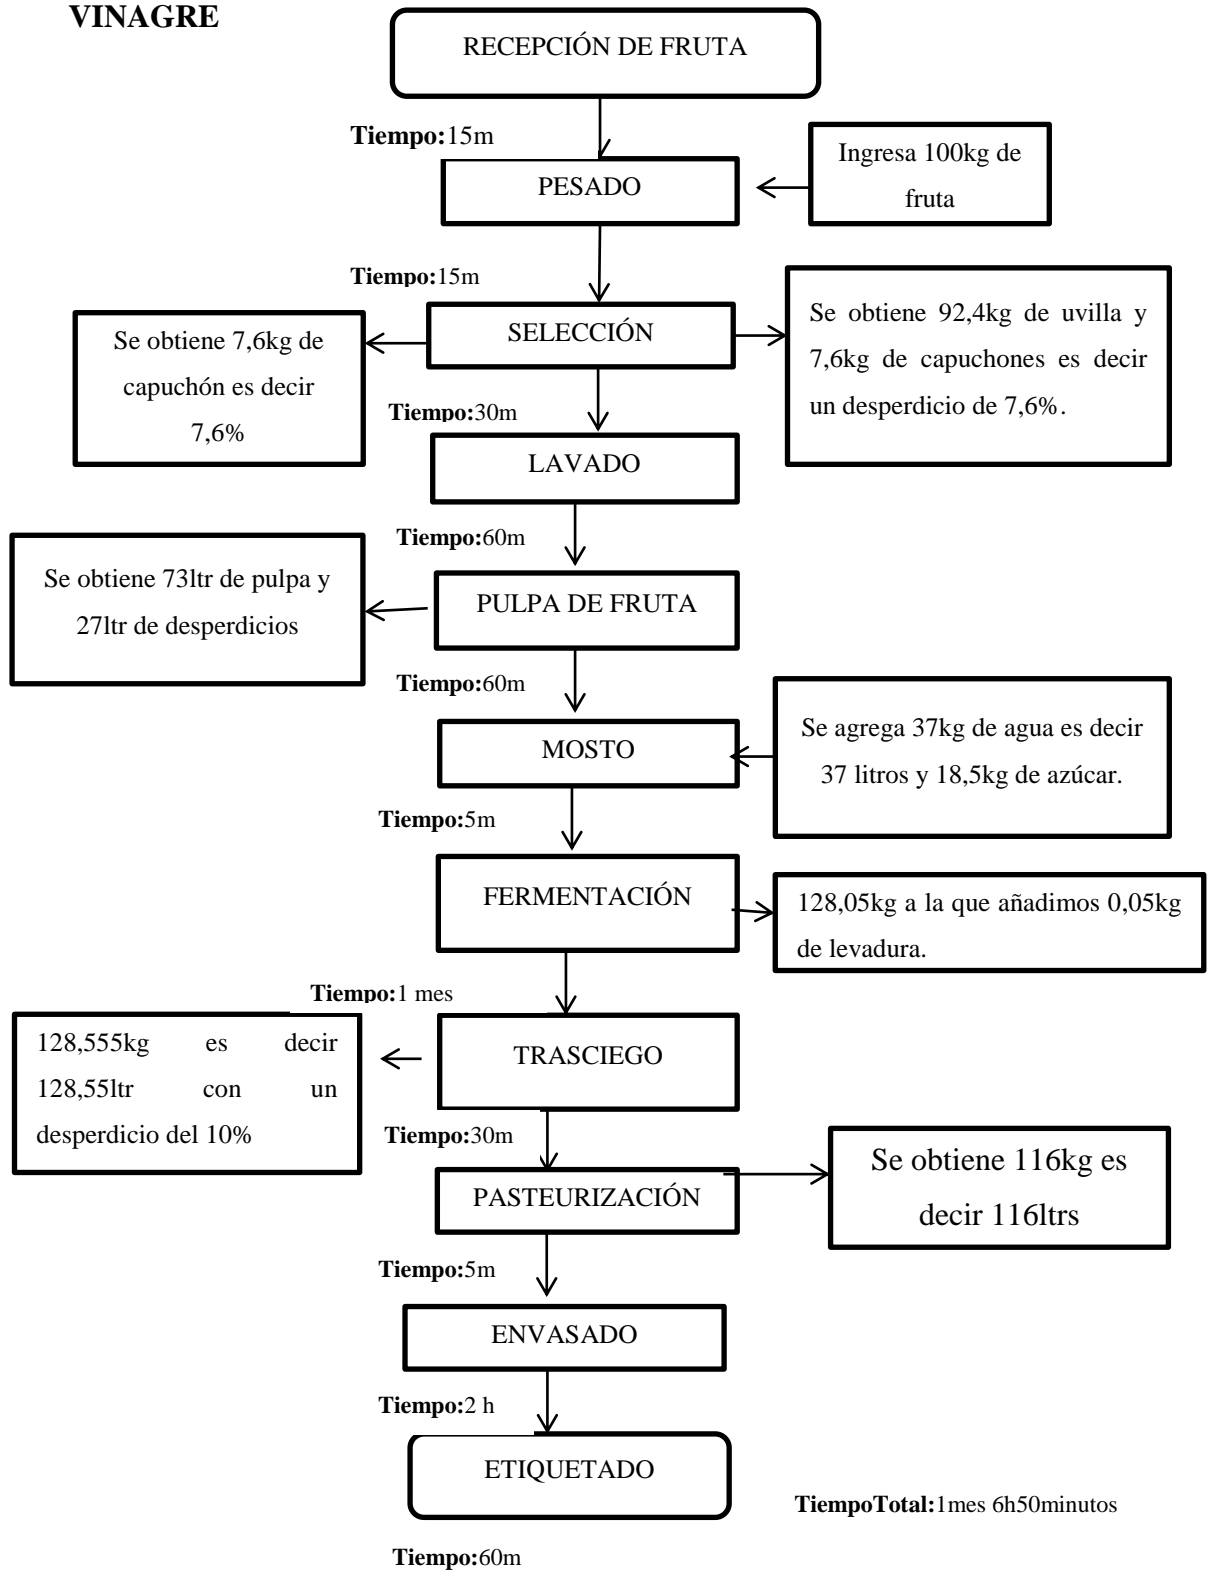 VINAGRE
RECEPCIÓN DE FRUTA
Tiempo:15m
Ingresa 100kg de
fruta
PESADO
Tiempo:15m
SELECCIÓN
Se obtiene 7,6kg de
capuchón es decir
7,6%
Se obtiene 92,4kg de uvilla y
7,6kg de capuchones es decir
un desperdicio de 7,6%.
Tiempo:30m
LAVADO
Tiempo:60m
Se obtiene 73ltr de pulpa y
27ltr de desperdicios
PULPA DE FRUTA
Tiempo:60m
MOSTO
Se agrega 37kg de agua es decir
37 litros y 18,5kg de azúcar.
Tiempo:5m
FERMENTACIÓN
128,05kg a la que añadimos 0,05kg
de levadura.
Tiempo:1 mes
128,555kg es decir
128,55ltr con un
desperdicio del 10%
TRASCIEGO
Tiempo:30m
Se obtiene 116kg es
decir 116ltrs
PASTEURIZACIÓN
Tiempo:5m
ENVASADO
Tiempo:2 h
ETIQUETADO
TiempoTotal:1mes 6h50minutos
Tiempo:60m